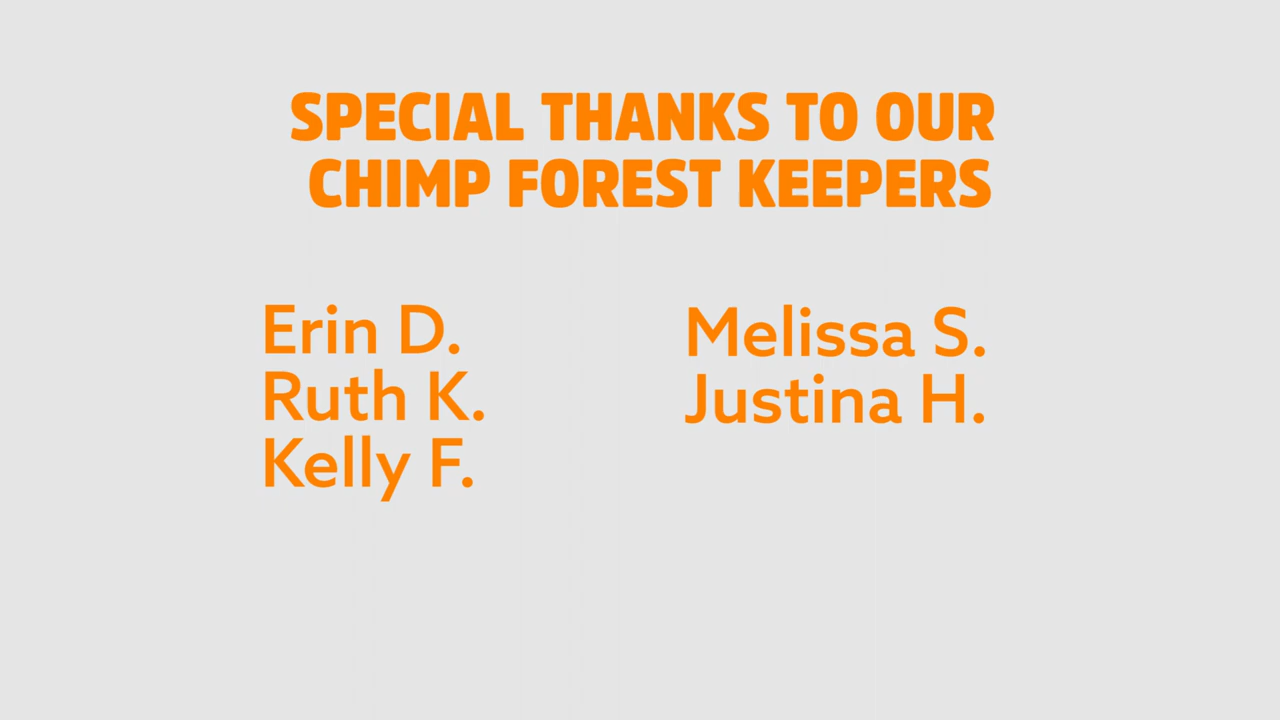 SPECIAL THANKS TO OUR
CHIMP FOREST KEEPERS
Erin D.
Ruth K.
Kelly F.
Melissa S.
Justina H.